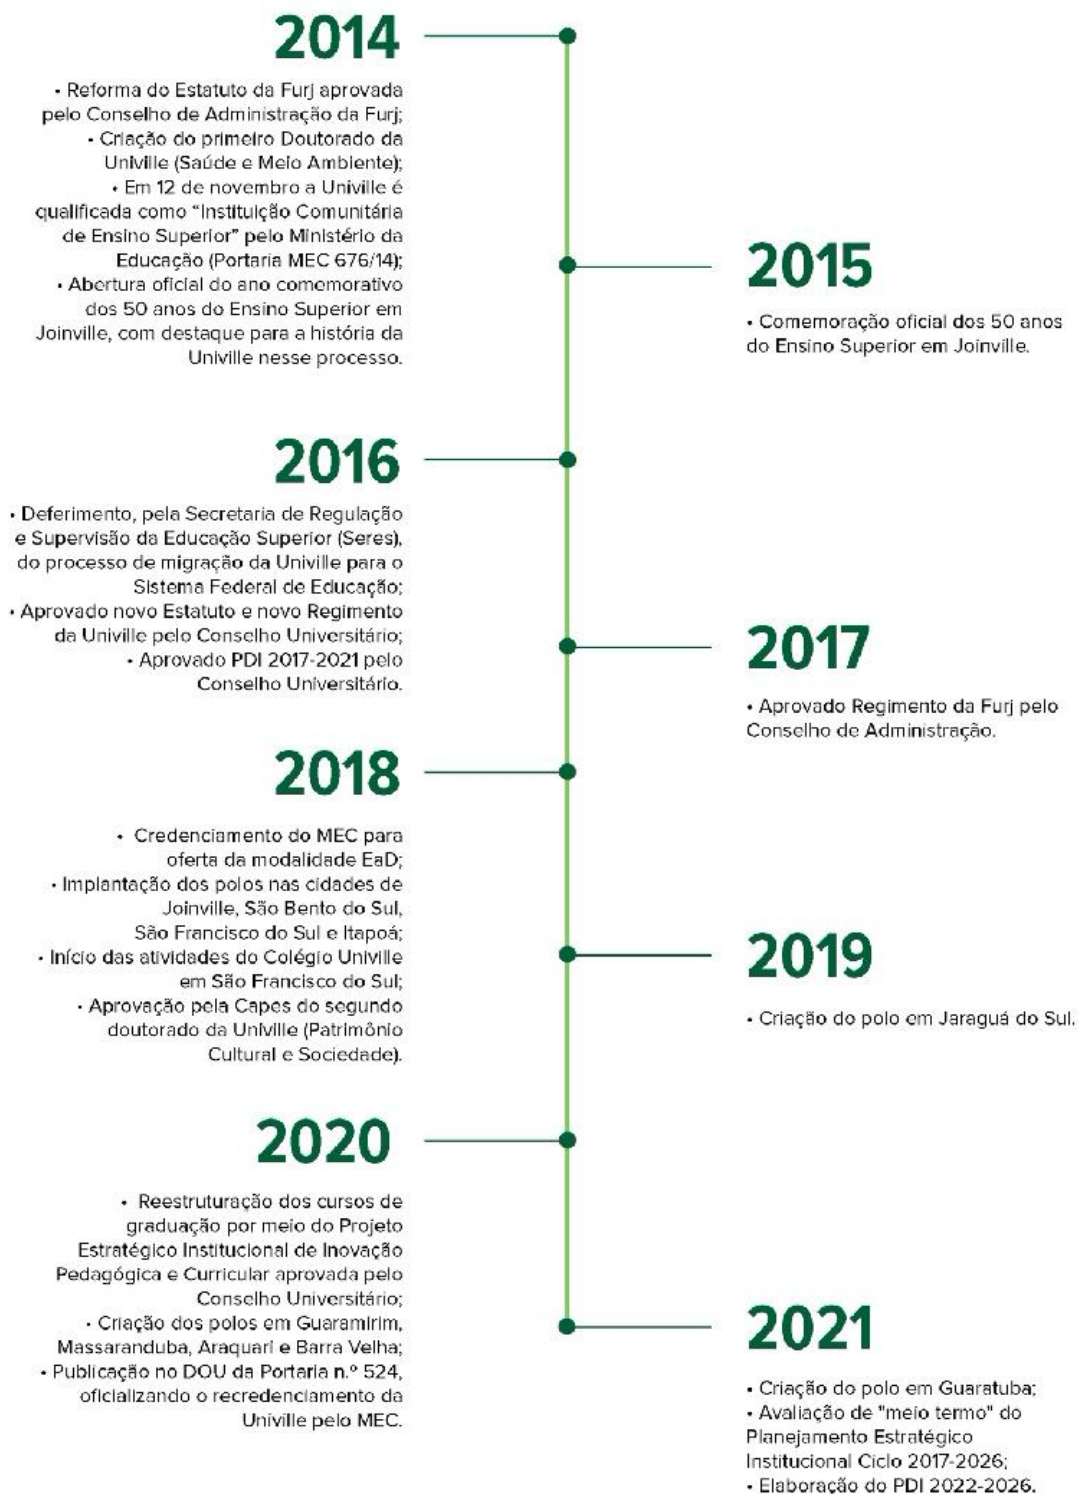 2014
• Reforma do Estatuto da Furj aprovada
pelo Conselho de Administração da Furj;
• Criação do primeiro Doutorado da
Univille (Saúde e Meio Ambiente);
• Em 12 de novembro a Univille é
qualificada como “Instituição Comunitária
de Ensino Superior” pelo Ministério da
Educação (Portaria MEC 676/14);
• Abertura oficial do ano comemorativo
dos 50 anos do Ensino Superior em
Joinville, com destaque para a história da
Univille nesse processo.
2015
• Comemoração oficial dos 50 anos
do Ensino Superior em Joinville.
2016
• Deferimento, pela Secretaria de Regulação
e Supervisão da Educação Superior (Seres),
do processo de migração da Univille para o
Sistema Federal de Educação;
• Aprovado novo Estatuto e novo Regimento
da Univille pelo Conselho Universitário;
• Aprovado PDI 2017-2021 pelo
Conselho Universitário.
2017
• Aprovado Regimento da Furj pelo
Conselho de Administração.
2018
• Credenciamento do MEC para
oferta da modalidade EaD;
• Implantação dos polos nas cidades de
Joinville, São Bento do Sul,
São Francisco do Sul e Itapoá;
• Início das atividades do Colégio Univille
em São Francisco do Sul;
• Aprovação pela Capes do segundo
doutorado da Univille (Patrimônio
Cultural e Sociedade).
2019
• Criação do polo em Jaraguá do Sul.
2020
• Reestruturação dos cursos de
graduação por meio do Projeto
Estratégico Institucional de Inovação
Pedagógica e Curricular aprovada pelo
Conselho Universitário;
• Criação dos polos em Guaramirim,
Massaranduba, Araquari e Barra Velha;
• Publicação no DOU da Portaria n.º 524,
oficializando o recredenciamento da
Univille pelo MEC.
2021
• Criação do polo em Guaratuba;
• Avaliação de "meio termo" do
Planejamento Estratégico
Institucional Ciclo 2017-2026;
• Elaboração do PDI 2022-2026.